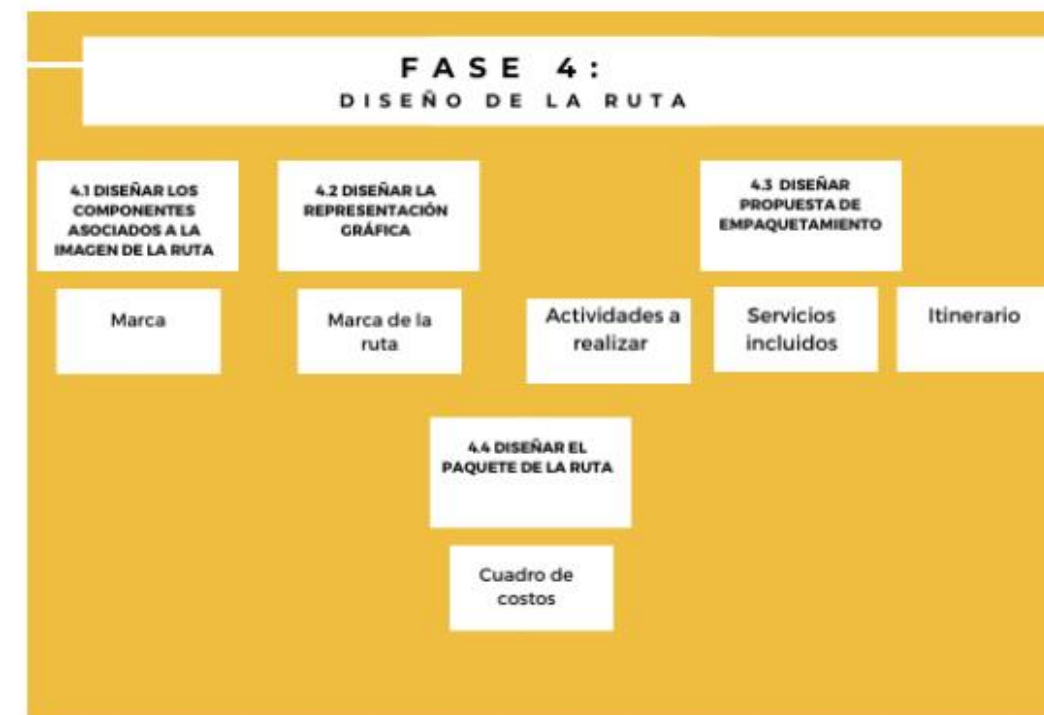 FASE 4:
DISEÑO DE LA RUTA
4.1 DISEÑAR LOS
COMPONENTES
ASOCIADOS A LA
IMAGEN DE LA RUTA
Marca
4.2 DISEÑAR LA
REPRESENTACIÓN
GRÁFICA
Marca de la
ruta
4.3 DISEÑAR
PROPUESTA DE
EMPAQUETAMIENTO
Actividades a
realizar
Servicios
incluidos
Itinerario
4.4 DISEÑAR EL
PAQUETE DE LA RUTA
Cuadro de
costos